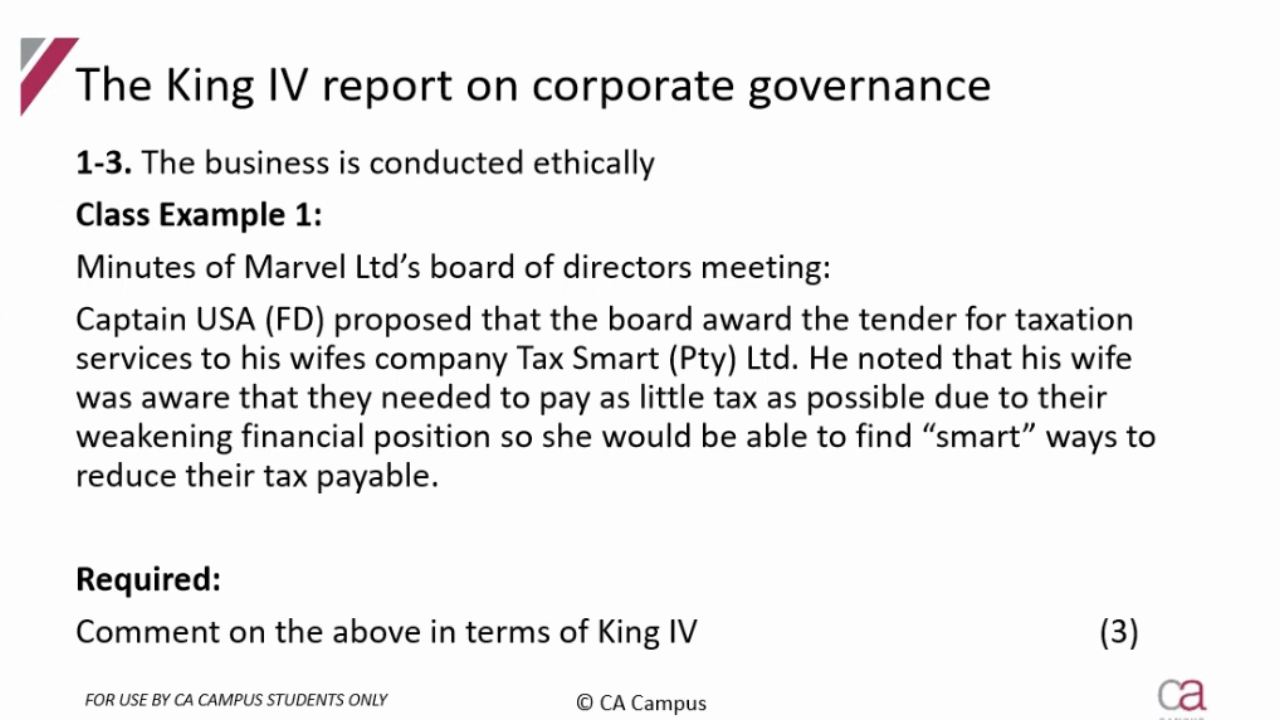 The King IV report on corporate governance
1-3. The business is conducted ethically
Class Example 1:
Minutes of Marvel Ltd’s board of directors meeting:
Captain USA (FD) proposed that the board award the tender for taxation
services to his wifes company Tax Smart (Pty) Ltd. He noted that his wife
was aware that they needed to pay as little tax as possible due to their
weakening financial position so she would be able to find “smart” ways to
reduce their tax payable.
Required:
Comment on the above in terms of King IV (3)
FOR USE BY CA CAMPUS STUDENTS ONLY
© CA Campus
ca